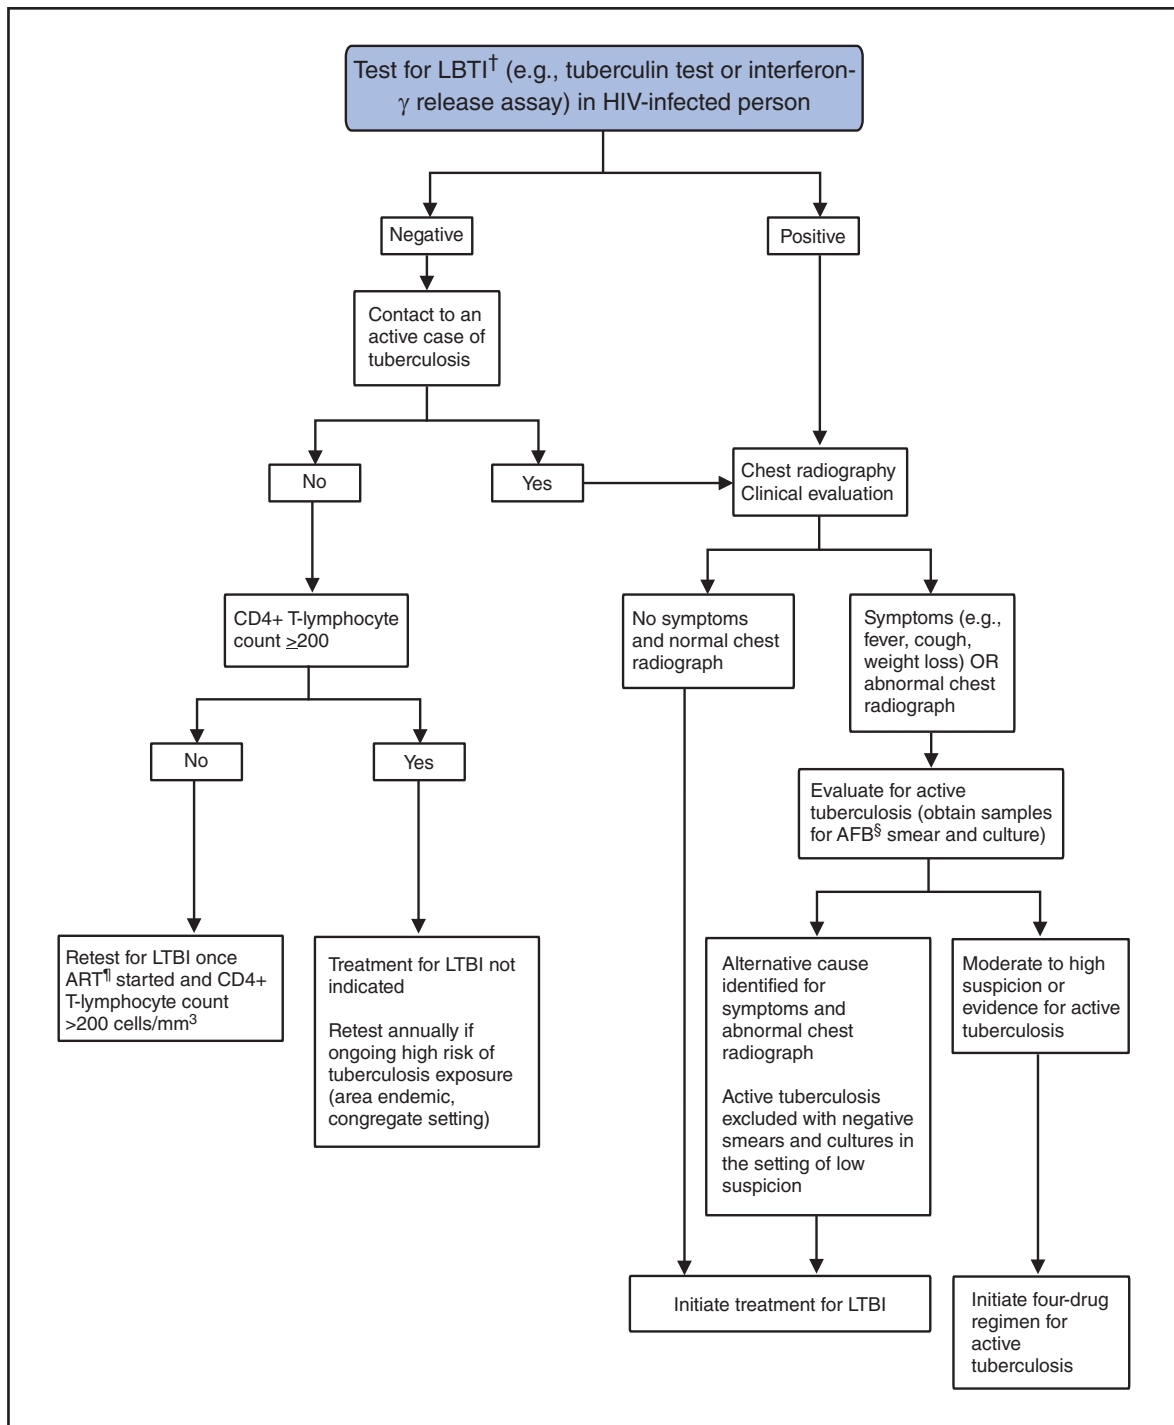 Test for LBTI† (e.g., tuberculin test or interferon-
γ release assay) in HIV-infected person
Negative
Positive
Contact to an
active case of
tuberculosis
No
Yes
Chest radiography
Clinical evaluation
CD4+ T-lymphocyte
count ≥200
No symptoms
and normal chest
radiograph
Symptoms (e.g.,
fever, cough,
weight loss) OR
abnormal chest
radiograph
No
Yes
Evaluate for active
tuberculosis (obtain samples
for AFB§ smear and culture)
Retest for LTBI once
ART¶ started and CD4+
T-lymphocyte count
>200 cells/mm³
Treatment for LTBI not
indicated
Retest annually if
ongoing high risk of
tuberculosis exposure
(area endemic,
congregate setting)
Alternative cause
identified for
symptoms and
abnormal chest
radiograph
Active tuberculosis
excluded with negative
smears and cultures in
the setting of low
suspicion
Moderate to high
suspicion or
evidence for active
tuberculosis
Initiate treatment for LTBI
Initiate four-drug
regimen for
active
tuberculosis